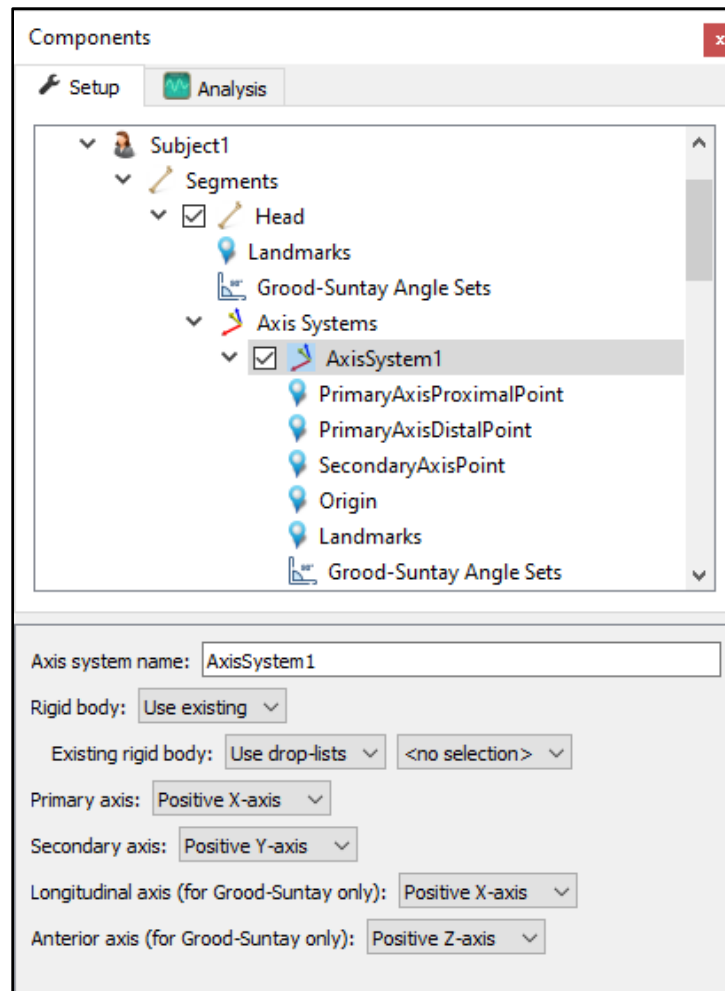 Components
x
Setup
Analysis
Subject1
Segments
Head
Landmarks
Grood-Suntay Angle Sets
Axis Systems
AxisSystem1
PrimaryAxisProximalPoint
PrimaryAxisDistalPoint
SecondaryAxisPoint
Origin
Landmarks
Grood-Suntay Angle Sets
Axis system name: AxisSystem1
Rigid body: Use existing
Existing rigid body: Use drop-lists <no selection>
Primary axis: Positive X-axis
Secondary axis: Positive Y-axis
Longitudinal axis (for Grood-Suntay only): Positive X-axis
Anterior axis (for Grood-Suntay only): Positive Z-axis